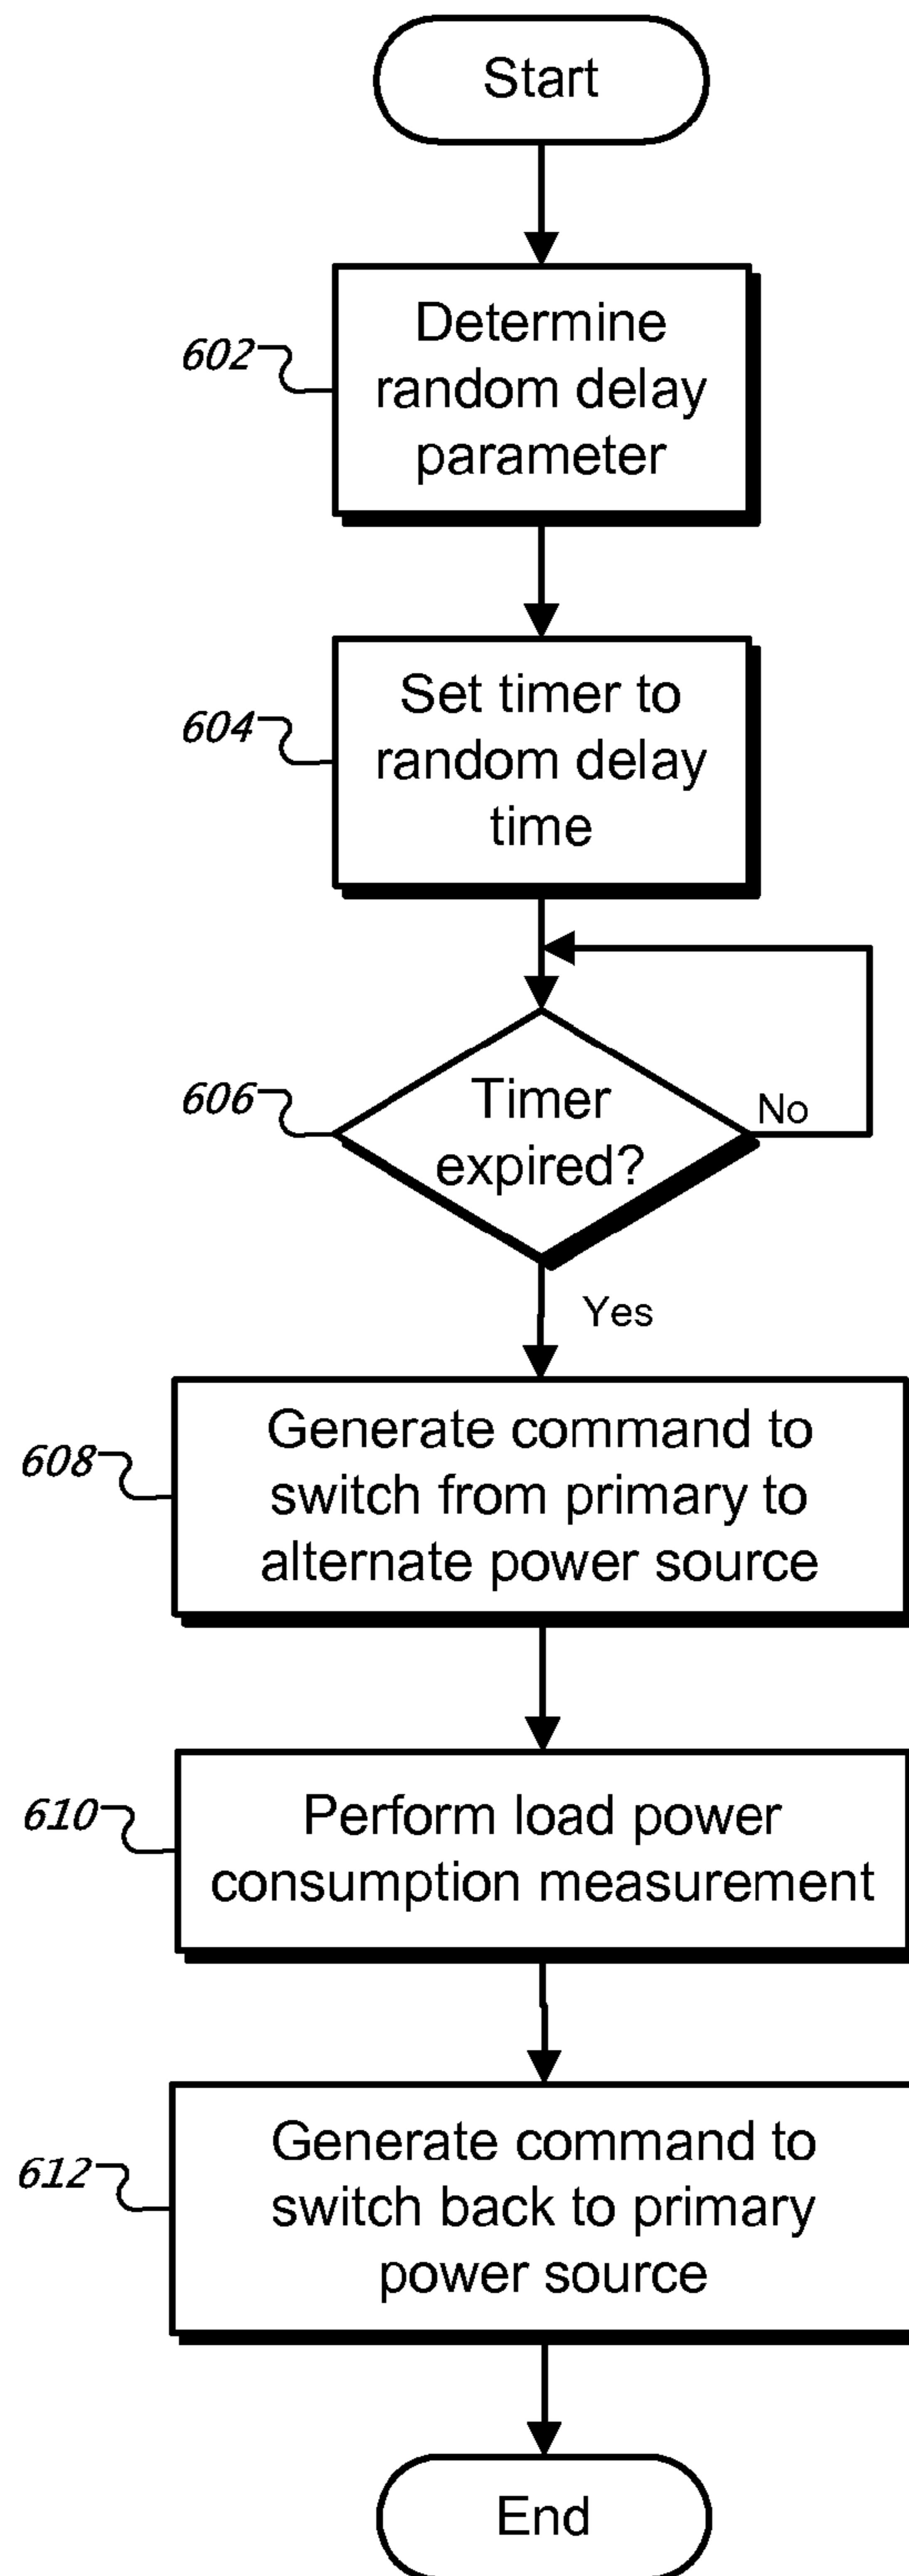 Start
602
Determine
random delay
parameter
604
Set timer to
random delay
time
606
Timer
expired?
No
Yes
608
Generate command to
switch from primary to
alternate power source
610
Perform load power
consumption measurement
612
Generate command to
switch back to primary
power source
End